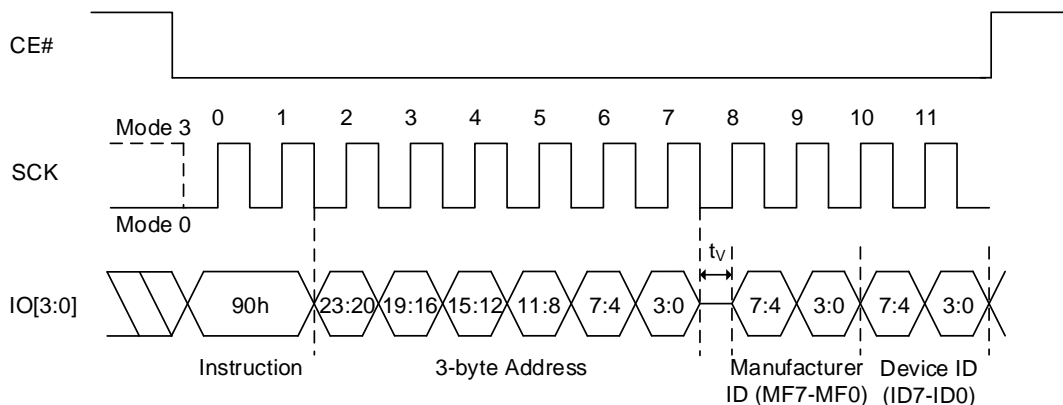 CE#
0 1 2 3 4 5 6 7 8 9 10 11
Mode 3
SCK
Mode 0
tV
IO[3:0]
90h 23:20 19:16 15:12 11:8 7:4 3:0 7:4 3:0 7:4 3:0
Instruction 3-byte Address Manufacturer Device ID
ID (MF7-MF0) (ID7-ID0)